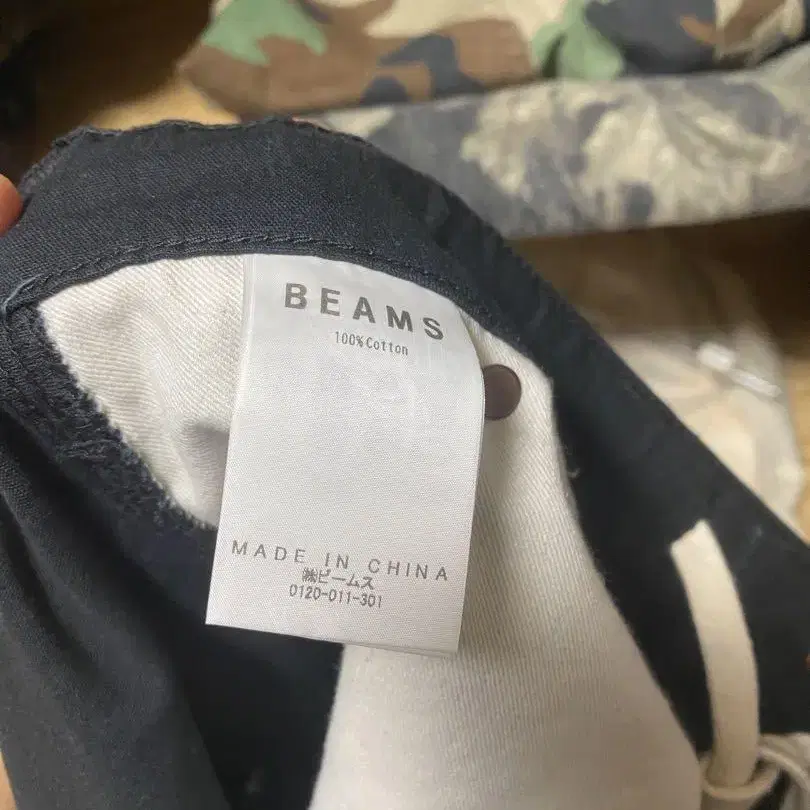 BEAMS
100%Cotton
MADE IN CHINA
㈱ビームス
0120-011-301